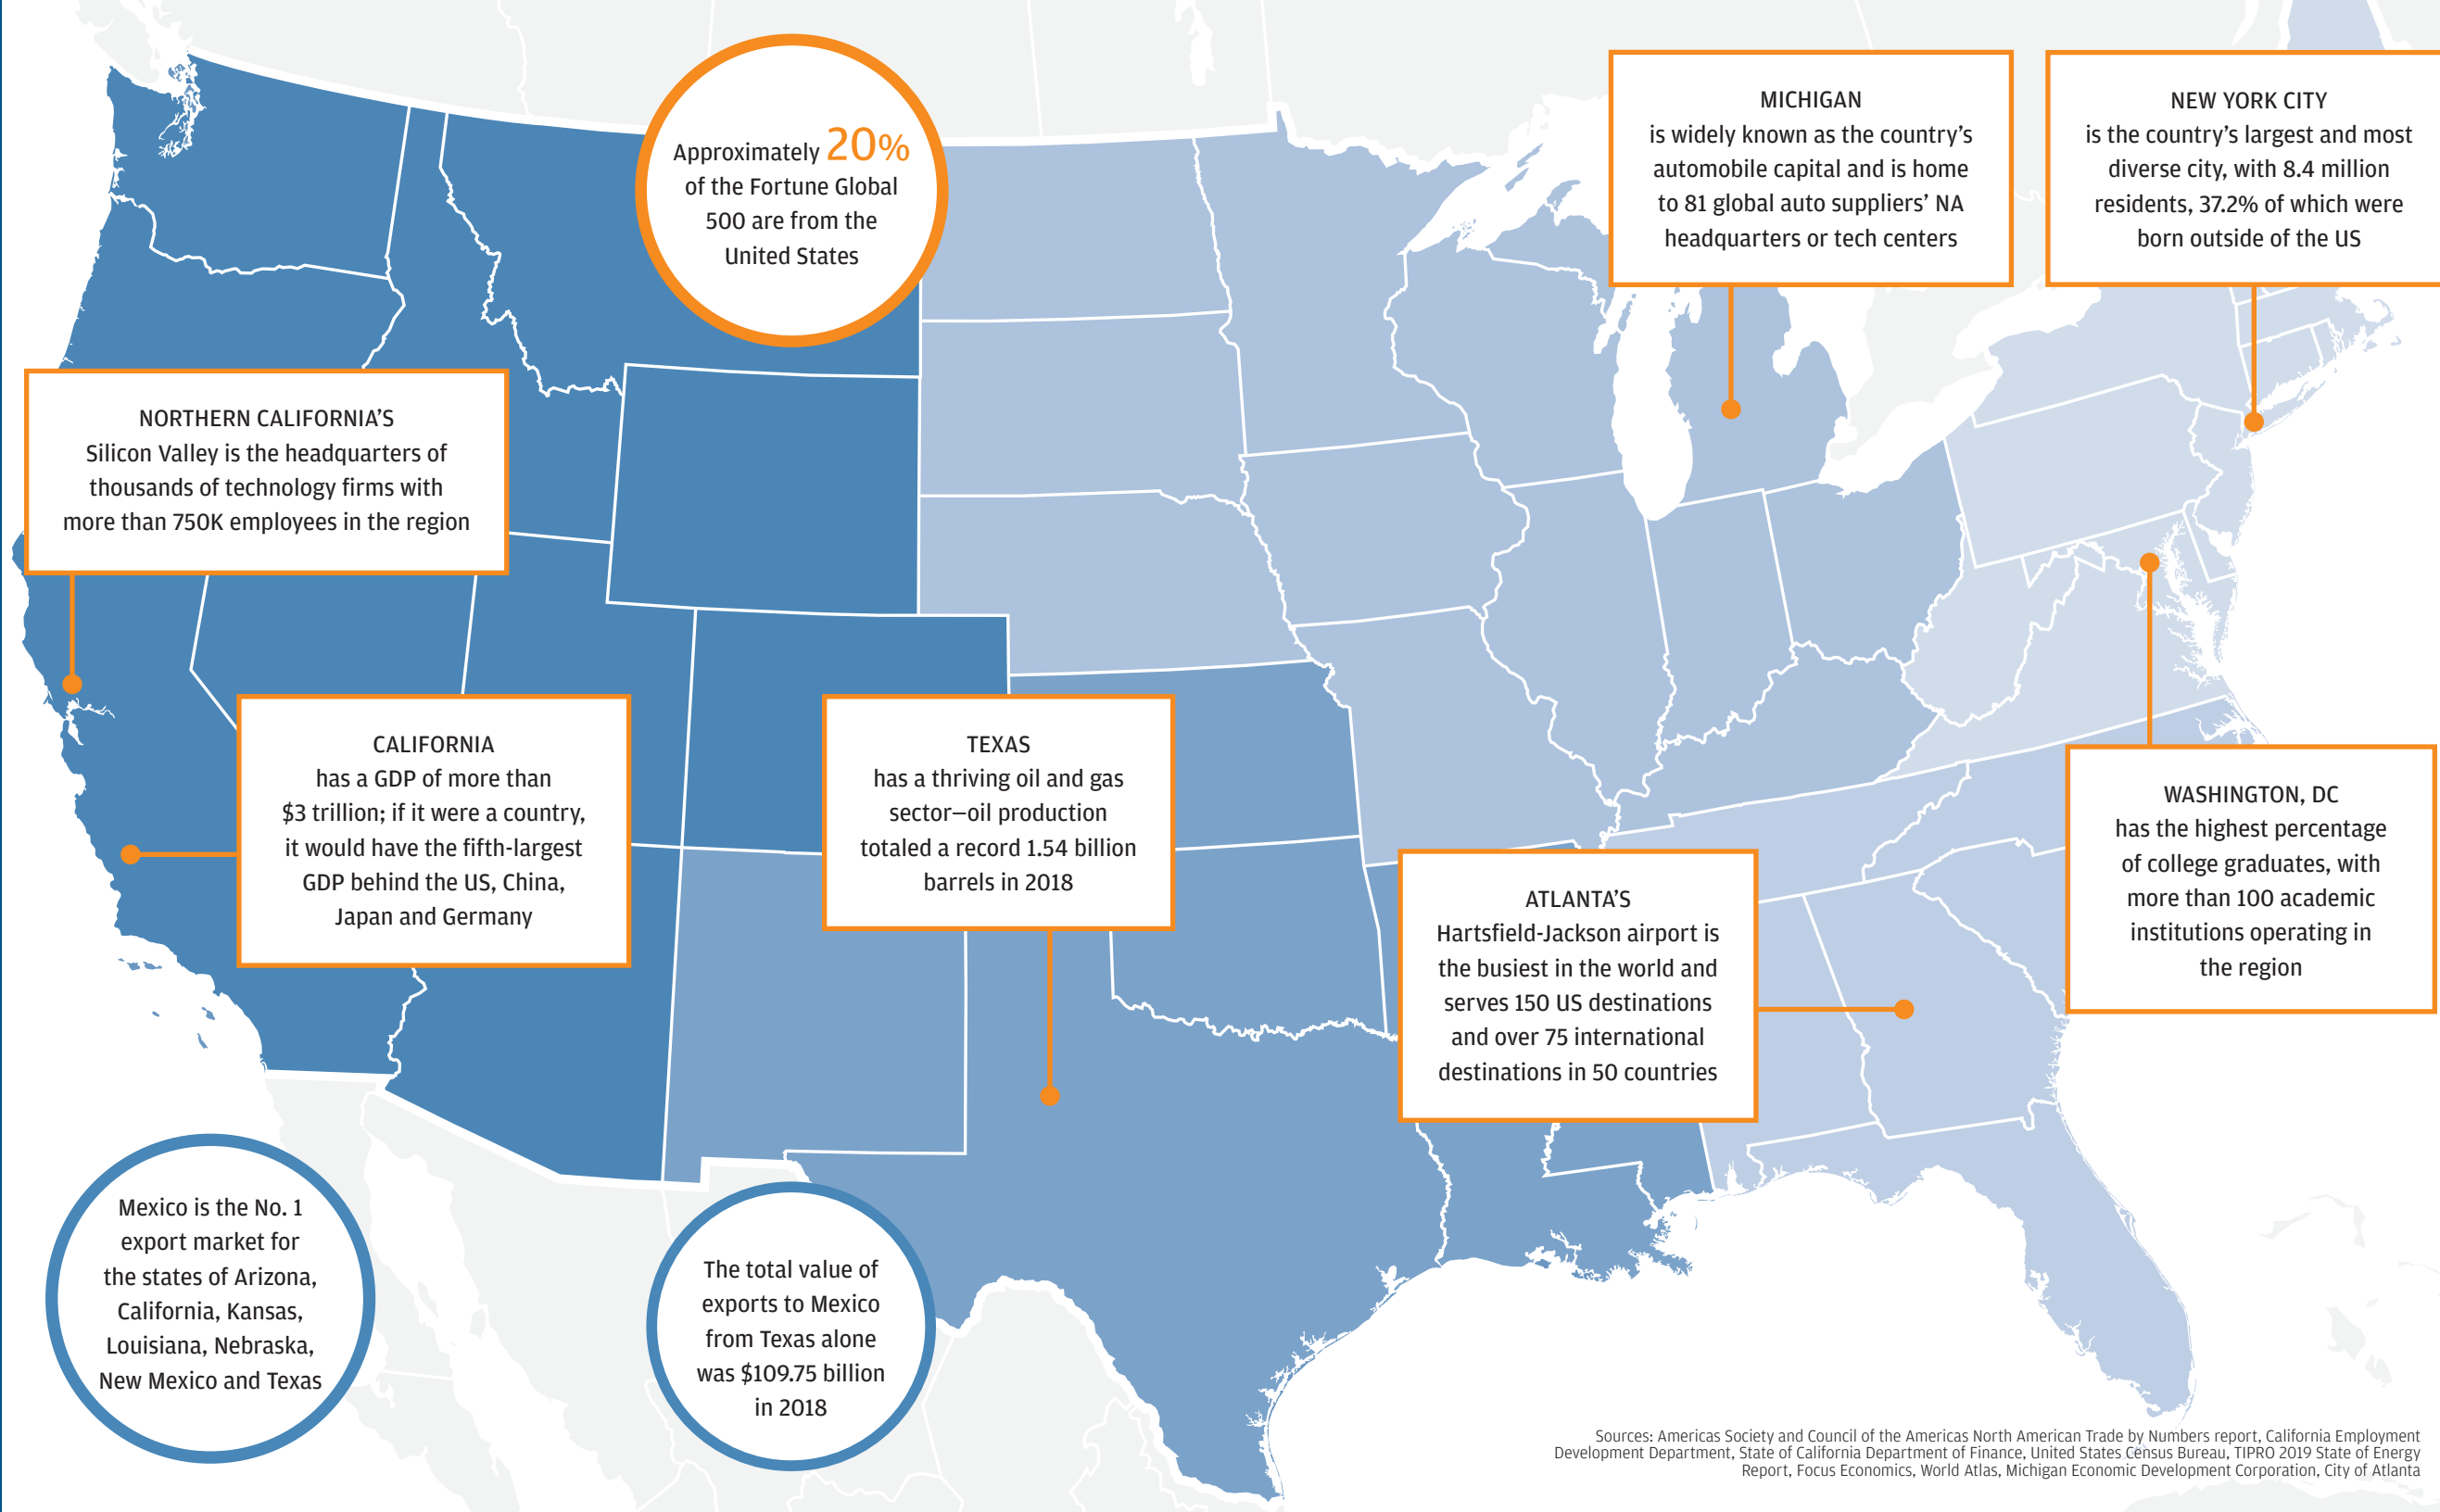 Approximately 20%
of the Fortune Global
500 are from the
United States
MICHIGAN
is widely known as the country’s
automobile capital and is home
to 81 global auto suppliers’ NA
headquarters or tech centers
NEW YORK CITY
is the country’s largest and most
diverse city, with 8.4 million
residents, 37.2% of which were
born outside of the US
NORTHERN CALIFORNIA’S
Silicon Valley is the headquarters of
thousands of technology firms with
more than 750K employees in the region
CALIFORNIA
has a GDP of more than
$3 trillion; if it were a country,
it would have the fifth-largest
GDP behind the US, China,
Japan and Germany
TEXAS
has a thriving oil and gas
sector—oil production
totaled a record 1.54 billion
barrels in 2018
ATLANTA’S
Hartsfield-Jackson airport is
the busiest in the world and
serves 150 US destinations
and over 75 international
destinations in 50 countries
WASHINGTON, DC
has the highest percentage
of college graduates, with
more than 100 academic
institutions operating in
the region
Mexico is the No. 1
export market for
the states of Arizona,
California, Kansas,
Louisiana, Nebraska,
New Mexico and Texas
The total value of
exports to Mexico
from Texas alone
was $109.75 billion
in 2018
Sources: Americas Society and Council of the Americas North American Trade by Numbers report, California Employment
Development Department, State of California Department of Finance, United States Census Bureau, TIPRO 2019 State of Energy
Report, Focus Economics, World Atlas, Michigan Economic Development Corporation, City of Atlanta